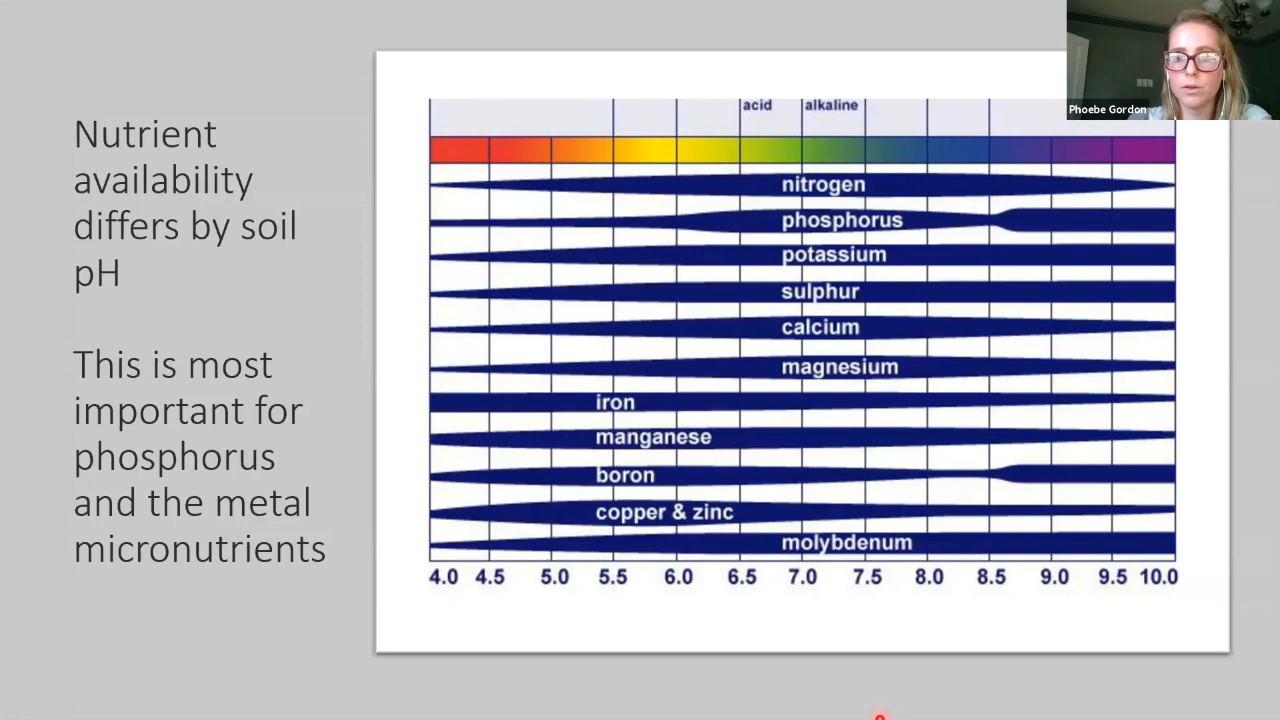 Nutrient
availability
differs by soil
pH
This is most
important for
phosphorus
and the metal
micronutrients
acid alkaline
nitrogen
phosphorus
potassium
sulphur
calcium
magnesium
iron
manganese
boron
copper & zinc
molybdenum
4.0 4.5 5.0 5.5 6.0 6.5 7.0 7.5 8.0 8.5 9.0 9.5 10.0
Phoebe Gordon